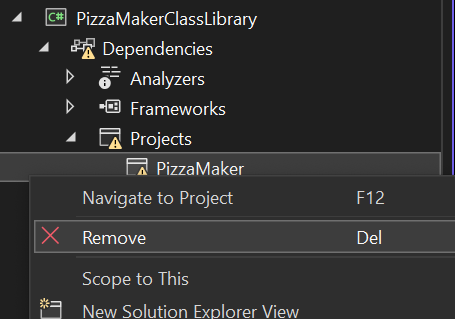 C# PizzaMakerClassLibrary
Dependencies
Analyzers
Frameworks
Projects
PizzaMaker
Navigate to Project F12
Remove Del
Scope to This
New Solution Explorer View